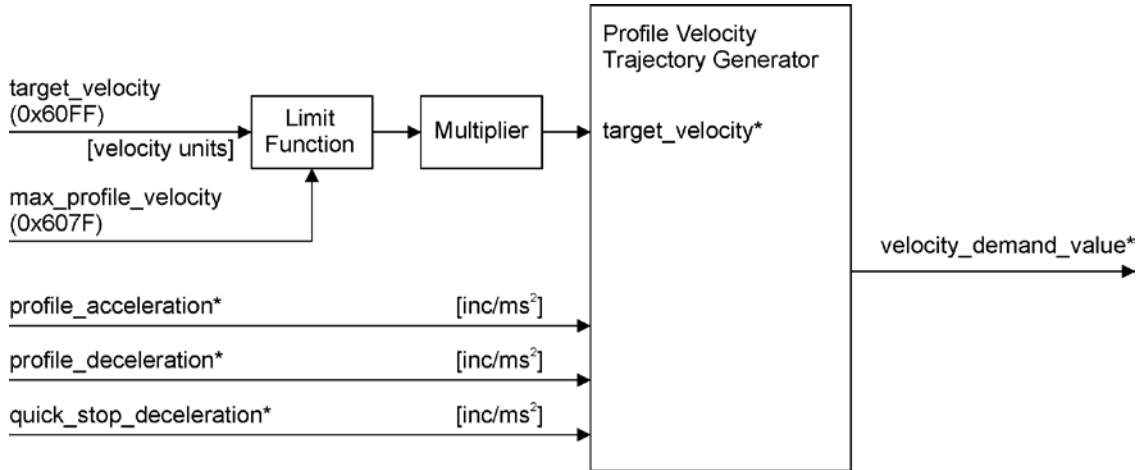 Profile Velocity
Trajectory Generator
target_velocity
(0x60FF)
[velocity units]
Limit
Function
Multiplier
target_velocity*
max_profile_velocity
(0x607F)
velocity_demand_value*
profile_acceleration* [inc/ms²]
profile_deceleration* [inc/ms²]
quick_stop_deceleration* [inc/ms²]